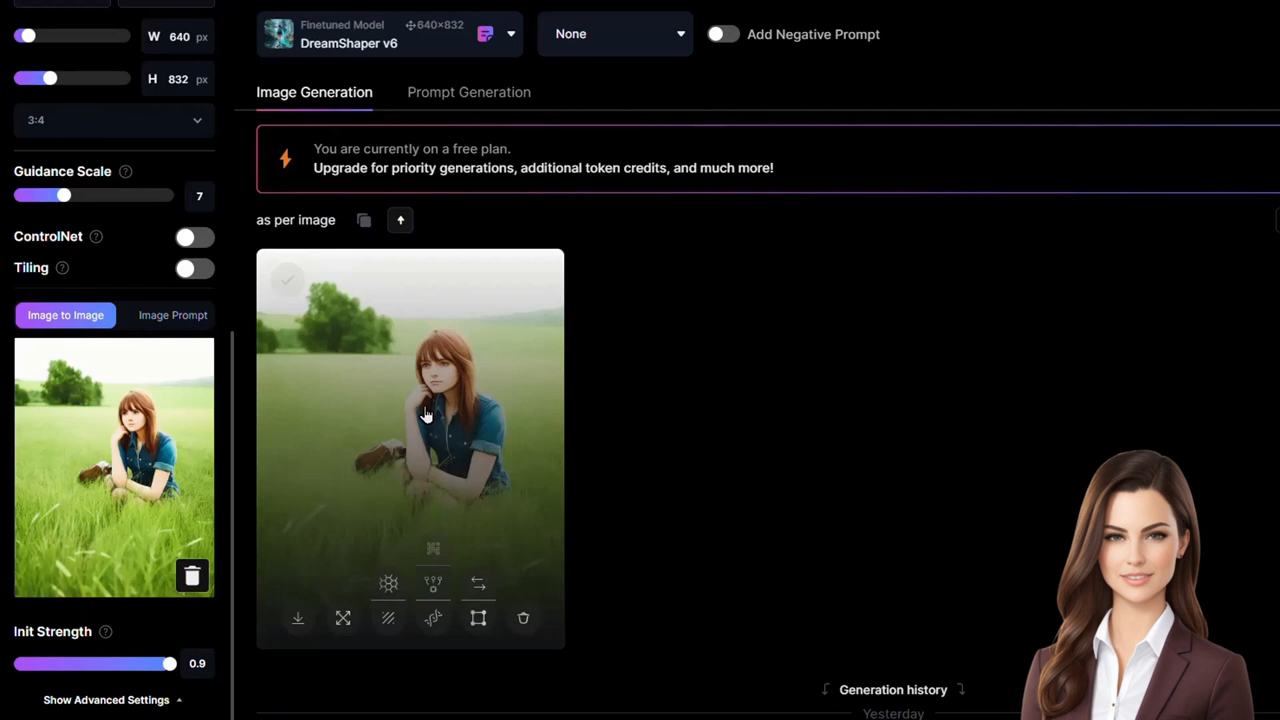 W 640 px
H 832 px
3:4
Guidance Scale ?
7
ControlNet ?
Tiling ?
Image to Image Image Prompt
Init Strength ?
0.9
Show Advanced Settings
Finetuned Model 640×832
DreamShaper v6
None
Add Negative Prompt
Image Generation Prompt Generation
You are currently on a free plan.
Upgrade for priority generations, additional token credits, and much more!
as per image
Generation history
Yesterday